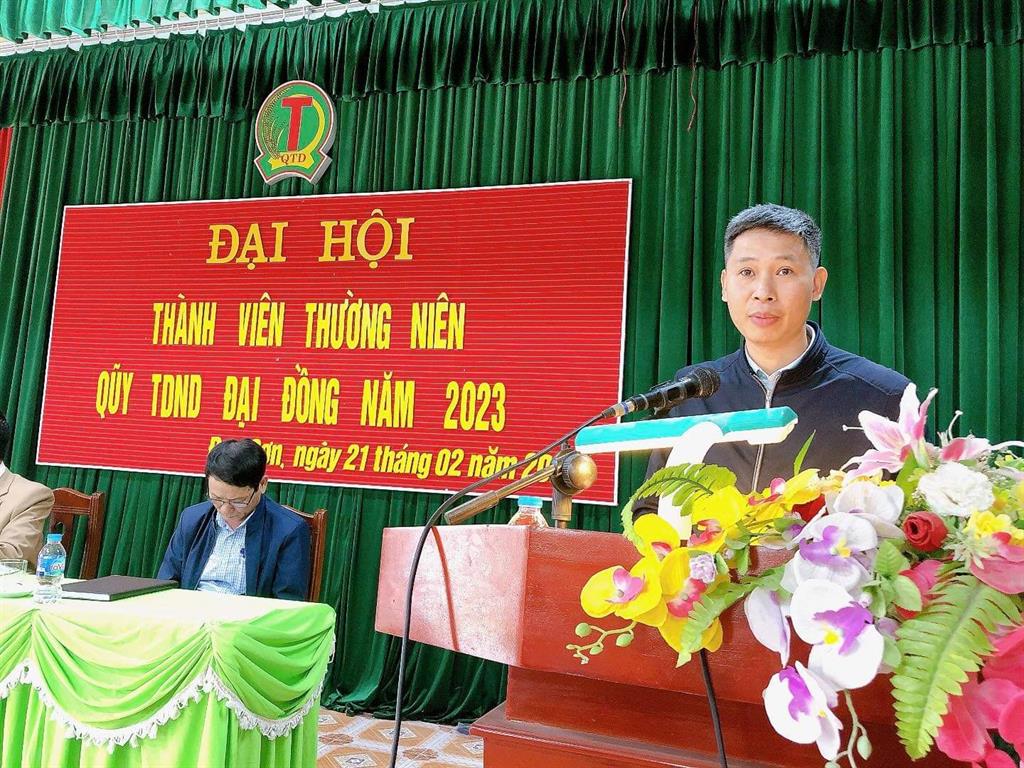 T
QTD
ĐẠI HỘI
THÀNH VIÊN THƯỜNG NIÊN
QŨY TDND ĐẠI ĐỒNG NĂM 2023
ngày 21 tháng 02 năm